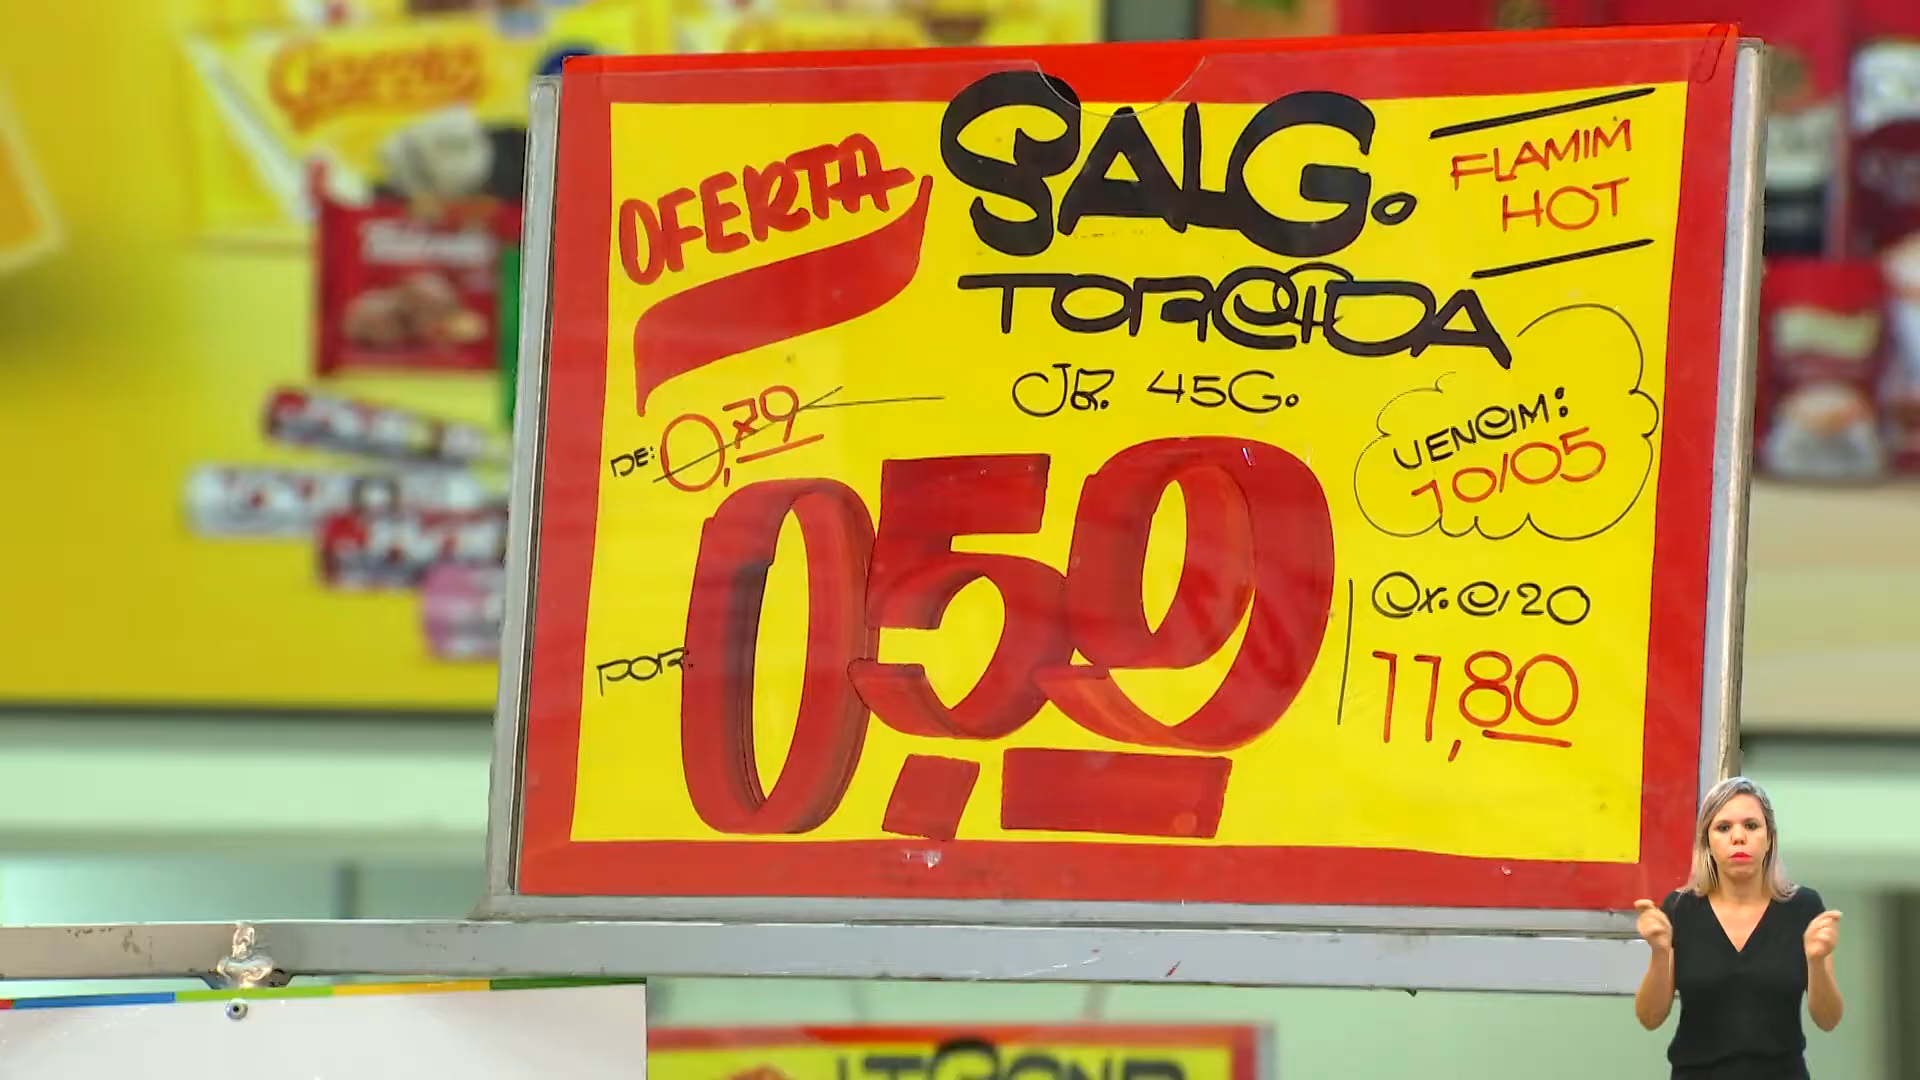 Garoto
OFERTA
SALG.
TORCIDA
JR. 45G.
FLAMIM
HOT
DE: 0,79
POR: 0,59
VENCIM:
10/05
CX. C/20
11,80